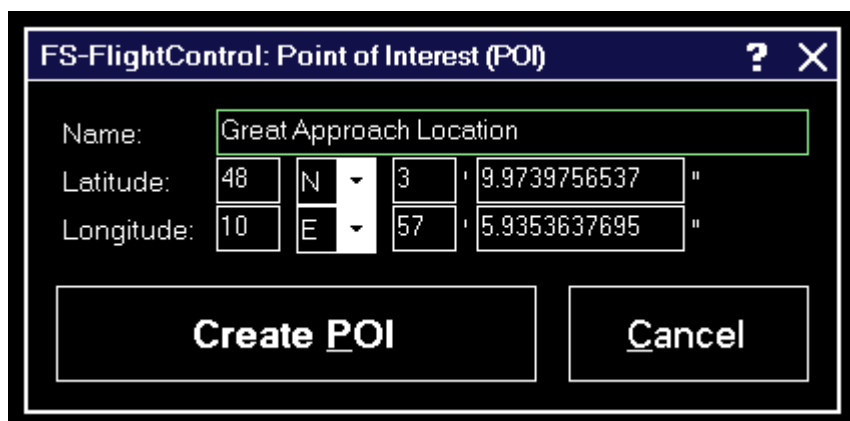 FS-FlightControl: Point of Interest (POI) ? X
Name: Great Approach Location
Latitude: 48 N 3 ' 9.9739756537 "
Longitude: 10 E 57 ' 5.9353637695 "
Create POI Cancel